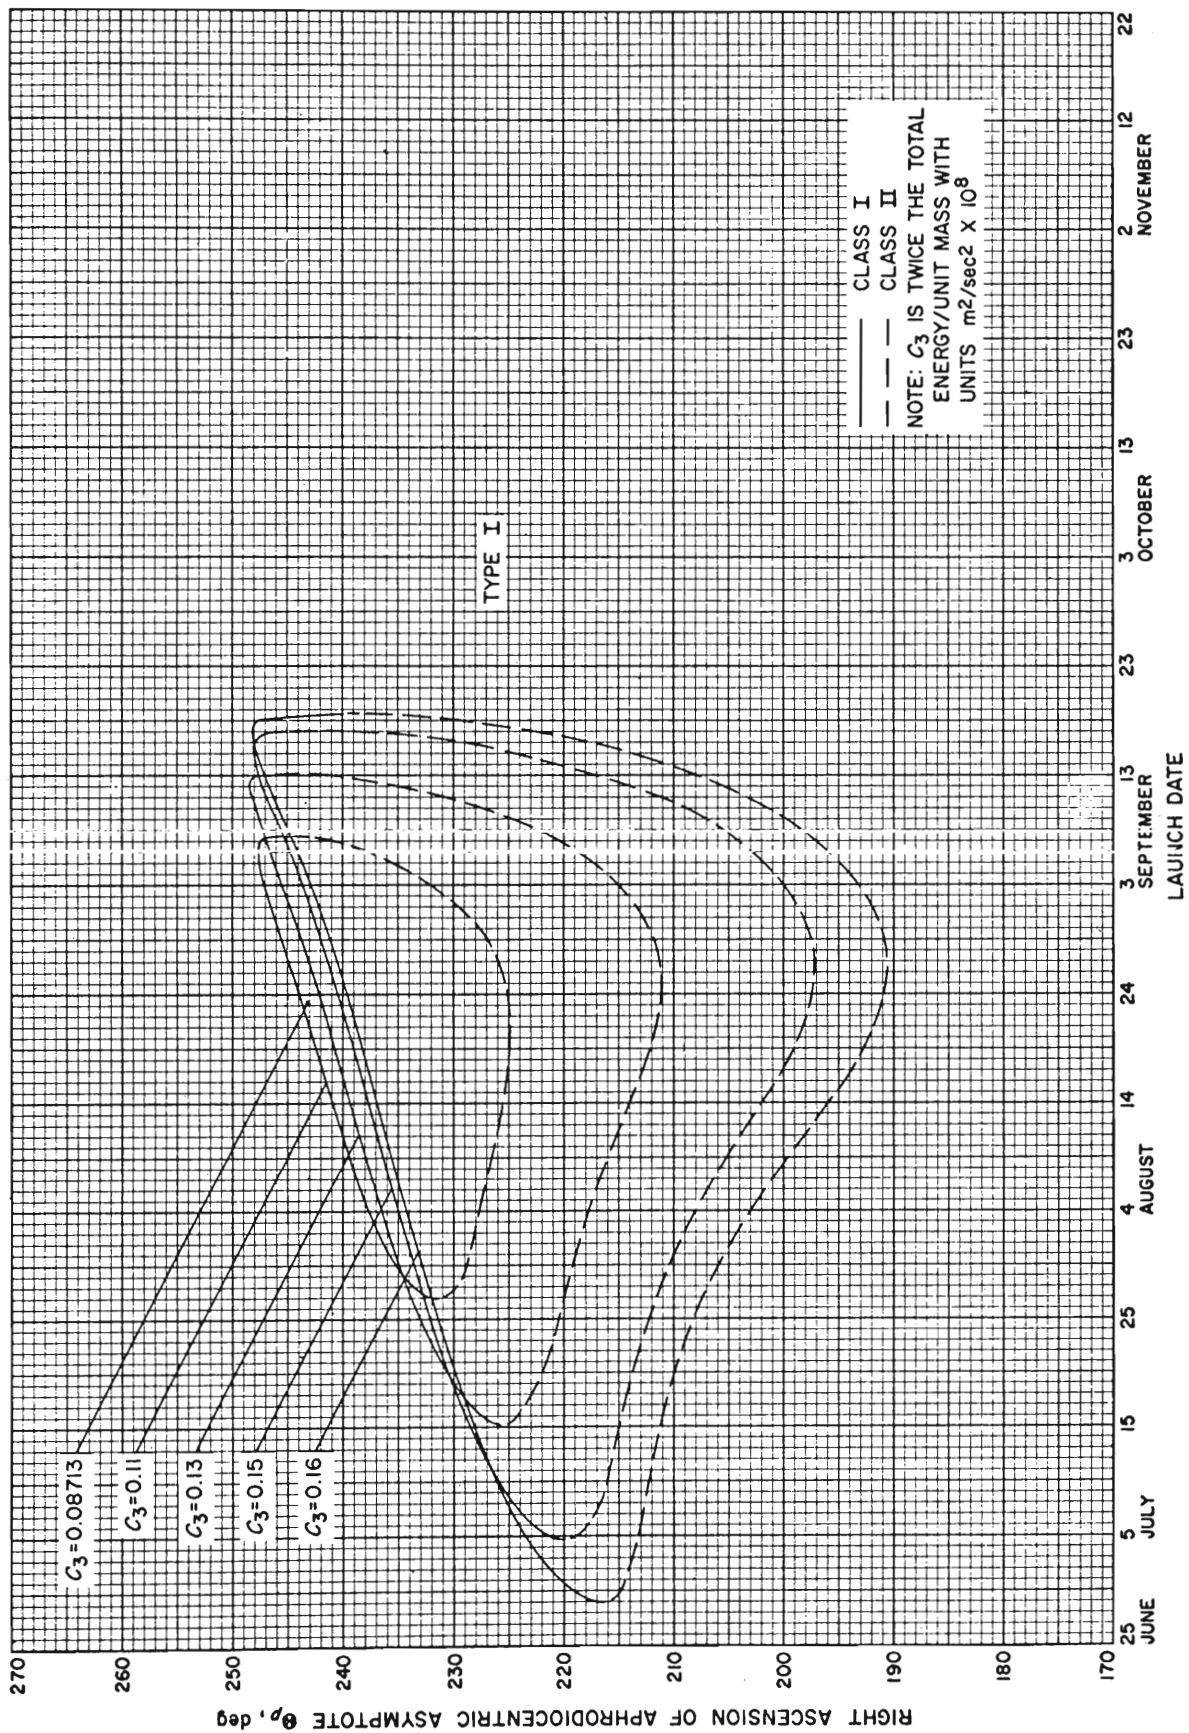 RIGHT ASCENSION OF APHRODIOCENTRIC ASYMPTOTE Θp, deg
270
260
250
240
230
220
210
200
190
180
170
C3=0.08713
C3=0.11
C3=0.13
C3=0.15
C3=0.16
TYPE I
CLASS I
CLASS II
NOTE: C3 IS TWICE THE TOTAL
ENERGY/UNIT MASS WITH
UNITS m²/sec² X 10⁸
25 5 15 25 4 14 24 3 13 23 3 13 23 2 12 22
JUNE JULY AUGUST SEPTEMBER OCTOBER NOVEMBER
LAUNCH DATE